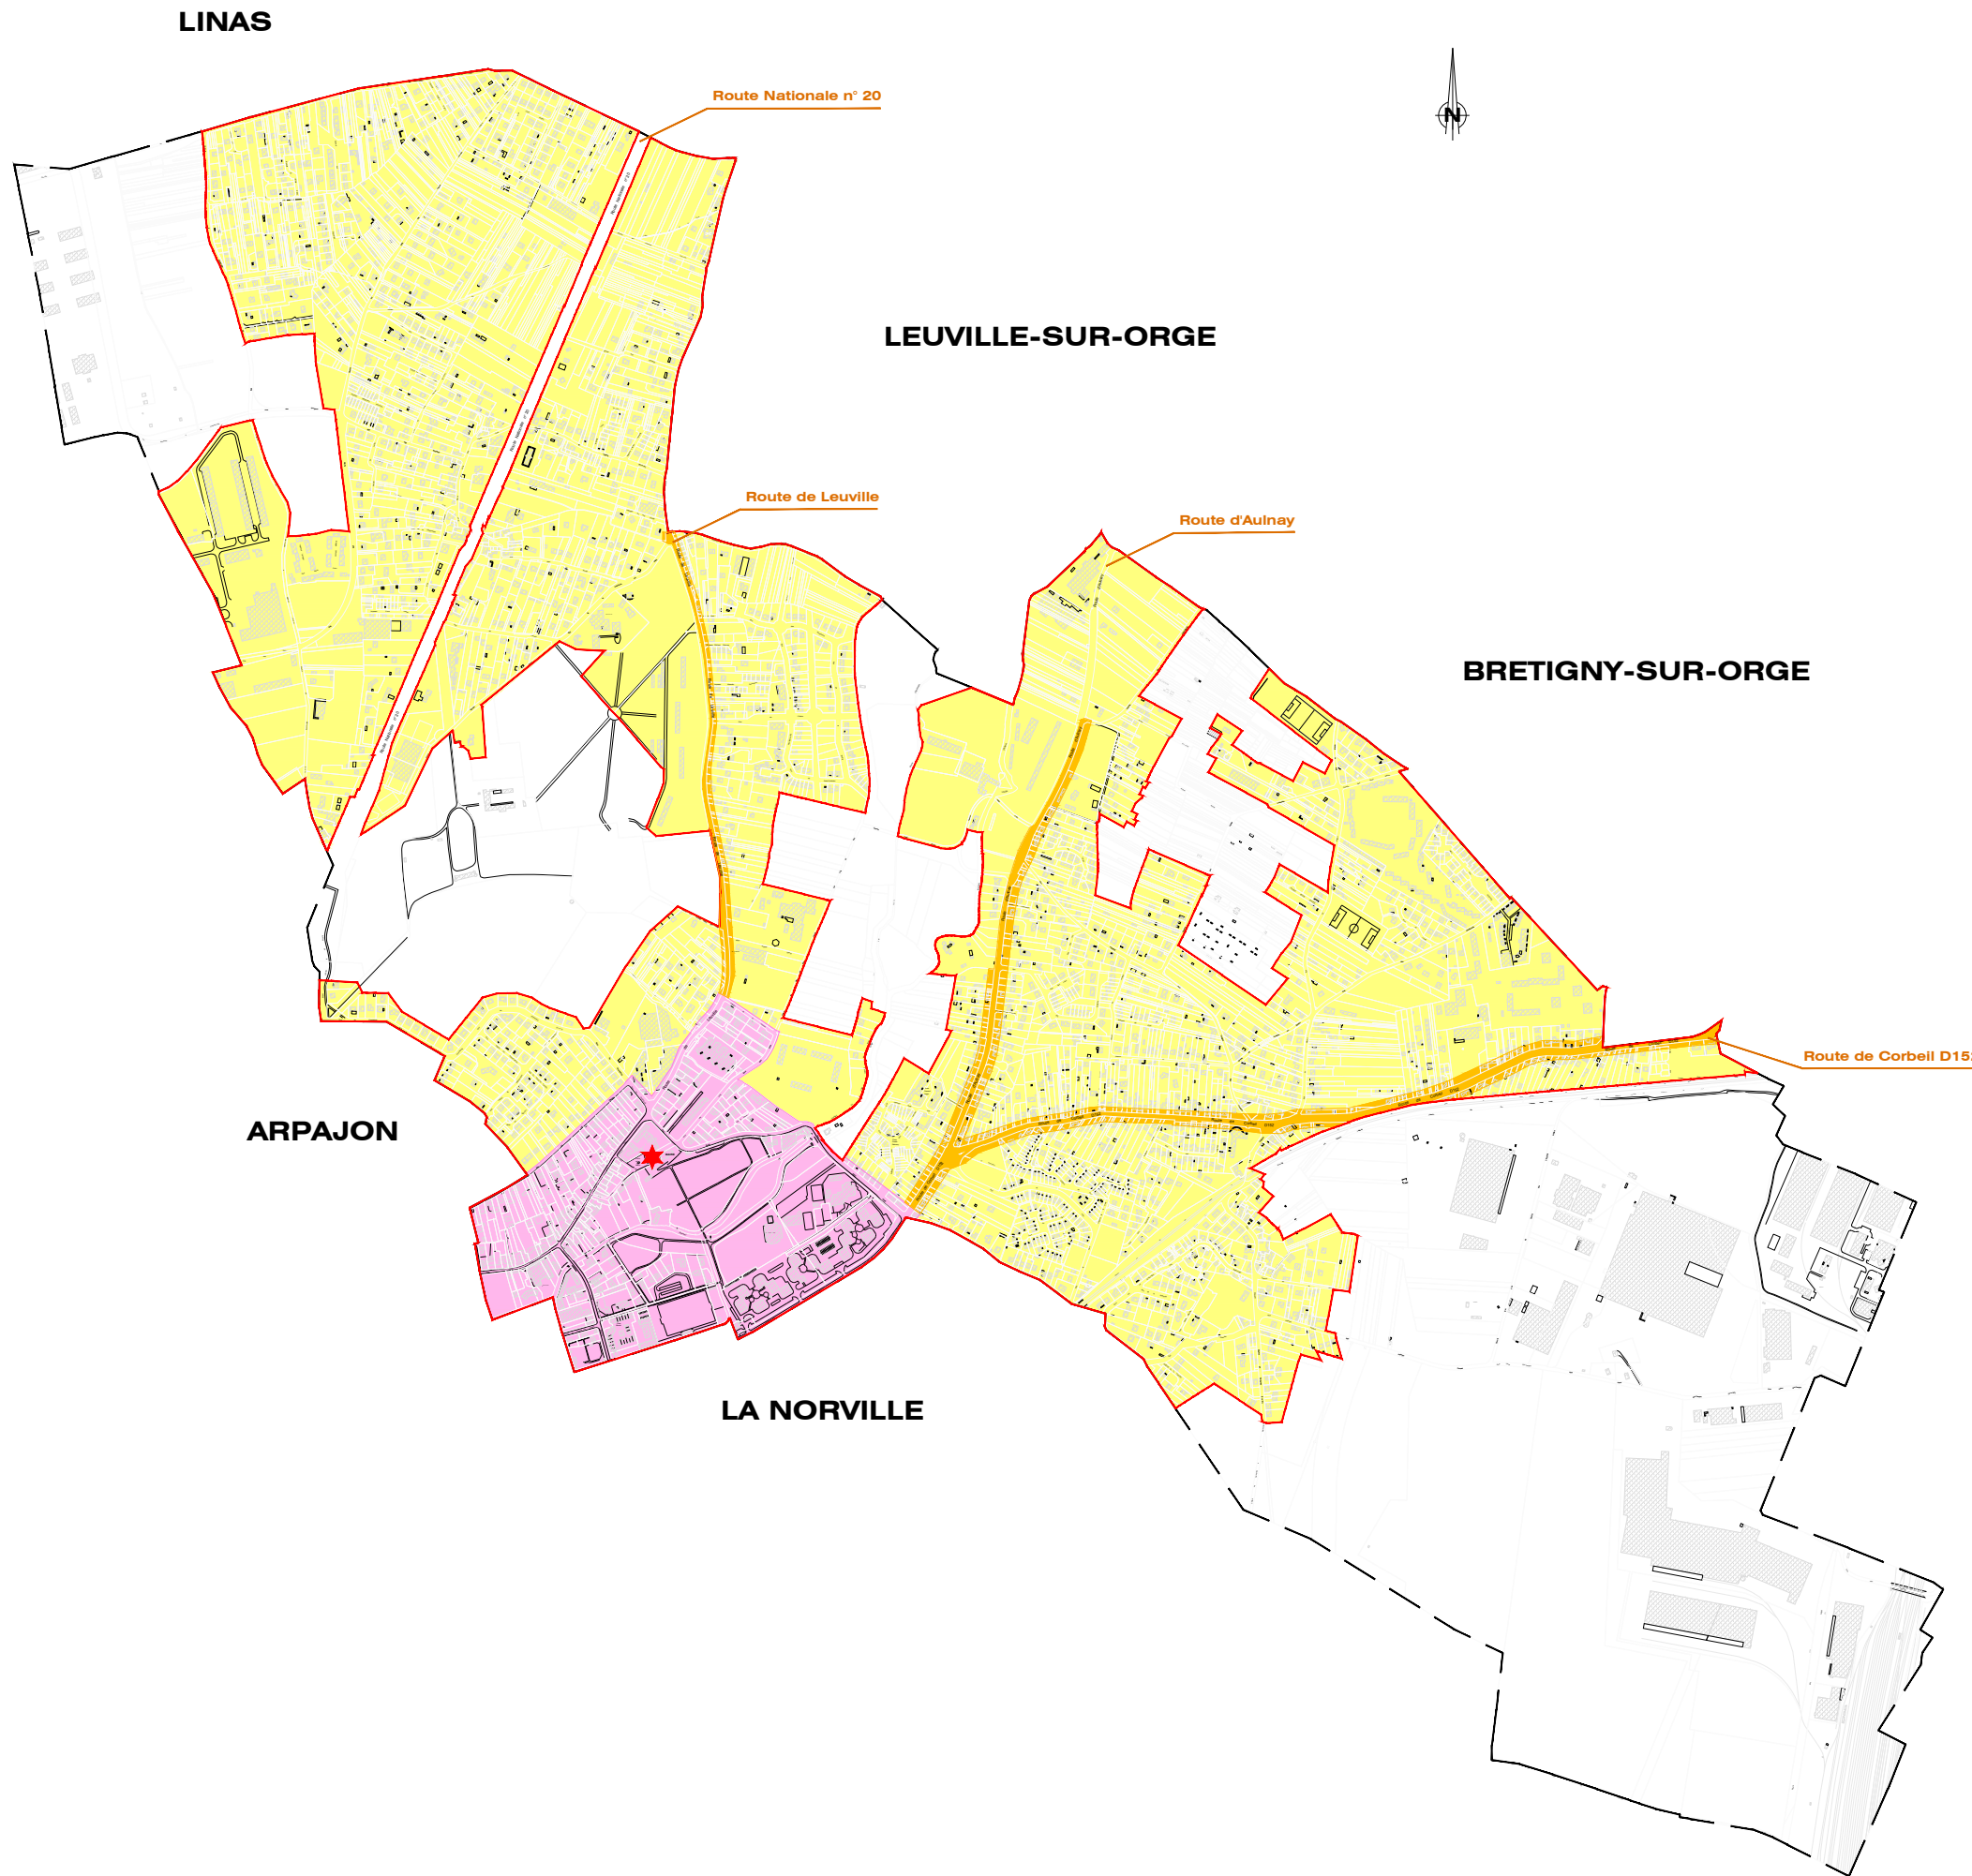 LINAS
Route Nationale n° 20
N
LEUVILLE-SUR-ORGE
Route de Leuville
Route d'Aulnay
BRETIGNY-SUR-ORGE
Route de Corbeil D15
ARPAJON
LA NORVILLE